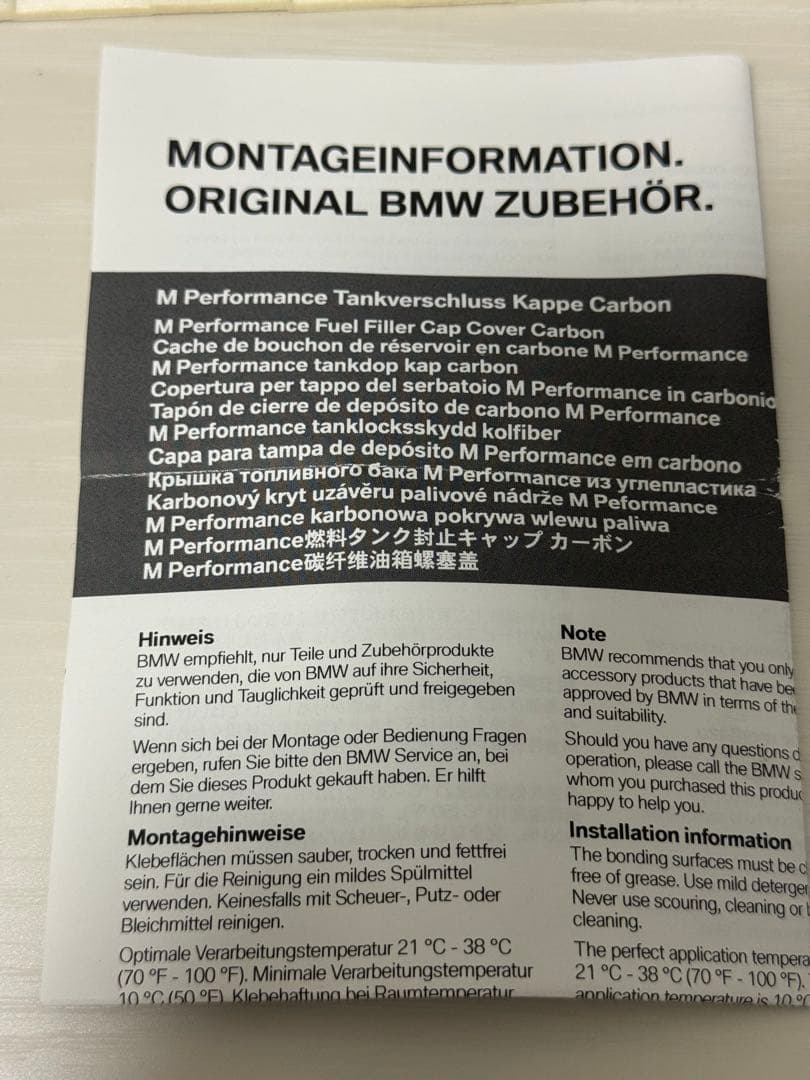 MONTAGEINFORMATION.
ORIGINAL BMW ZUBEHÖR.
M Performance Tankverschluss Kappe Carbon
M Performance Fuel Filler Cap Cover Carbon
Cache de bouchon de réservoir en carbone M Performance
M Performance tankdop kap carbon
Copertura per tappo del serbatoio M Performance in carbonio
Tapón de cierre de depósito de carbono M Performance
M Performance tanklocksskydd kolfiber
Capa para tampa de depósito M Performance em carbono
Крышка топливного бака M Performance из углепластика
Karbonový kryt uzávěru palivové nádrže M Peformance
M Performance karbonowa pokrywa wlewu paliwa
M Performance燃料タンク封止キャップ カーボン
M Performance碳纤维油箱螺塞盖
Hinweis
BMW empfiehlt, nur Teile und Zubehörprodukte
zu verwenden, die von BMW auf ihre Sicherheit,
Funktion und Tauglichkeit geprüft und freigegeben
sind.
Wenn sich bei der Montage oder Bedienung Fragen
ergeben, rufen Sie bitte den BMW Service an, bei
dem Sie dieses Produkt gekauft haben. Er hilft
Ihnen gerne weiter.
Montagehinweise
Klebeflächen müssen sauber, trocken und fettfrei
sein. Für die Reinigung ein mildes Spülmittel
verwenden. Keinesfalls mit Scheuer-, Putz- oder
Bleichmittel reinigen.
Optimale Verarbeitungstemperatur 21 °C - 38 °C
(70 °F - 100 °F). Minimale Verarbeitungstemperatur
10 °C (50 °F). Klebehaftung bei Raumtemperatur
Note
BMW recommends that you only
accessory products that have
approved by BMW in terms of
and suitability.
Should you have any questions
operation, please call the BMW
whom you purchased this
happy to help you.
Installation information
The bonding surfaces must be
free of grease. Use mild
Never use scouring, cleaning or
cleaning.
The perfect application
21 °C - 38 °C (70 °F - 100 °F).
application temperature is 10 °C